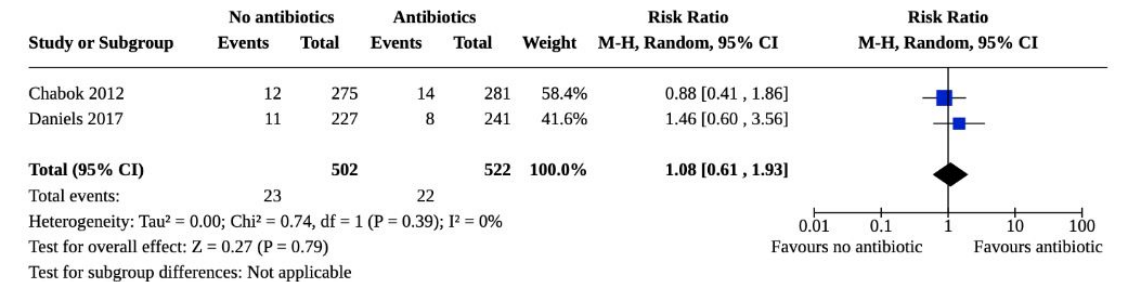 No antibiotics Antibiotics Risk Ratio Risk Ratio
Study or Subgroup Events Total Events Total Weight M-H, Random, 95% CI M-H, Random, 95% CI
Chabok 2012 12 275 14 281 58.4% 0.88 [0.41 , 1.86]
Daniels 2017 11 227 8 241 41.6% 1.46 [0.60 , 3.56]
Total (95% CI) 502 522 100.0% 1.08 [0.61 , 1.93]
Total events: 23 22
Heterogeneity: Tau² = 0.00; Chi² = 0.74, df = 1 (P = 0.39); I² = 0%
Test for overall effect: Z = 0.27 (P = 0.79)
Test for subgroup differences: Not applicable
0.01 0.1 1 10 100
Favours no antibiotic Favours antibiotic